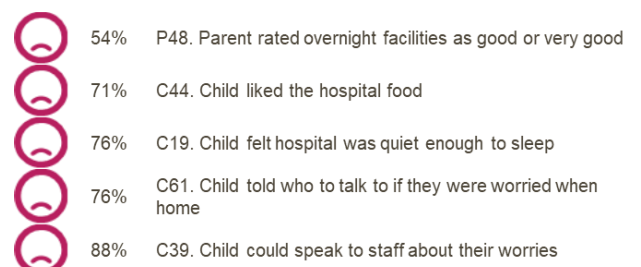 54% P48. Parent rated overnight facilities as good or very good
71% C44. Child liked the hospital food
76% C19. Child felt hospital was quiet enough to sleep
76% C61. Child told who to talk to if they were worried when
home
88% C39. Child could speak to staff about their worries